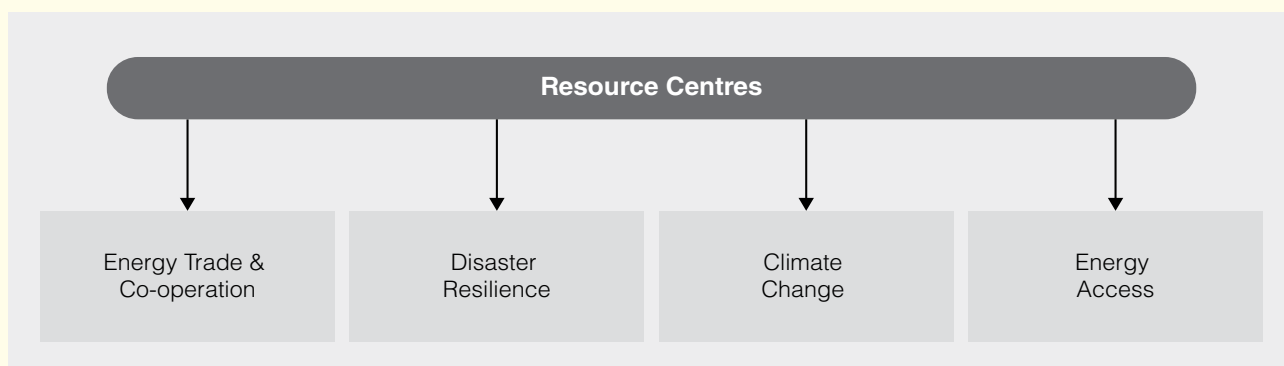 Resource Centres
Energy Trade &
Co-operation
Disaster
Resilience
Climate
Change
Energy
Access